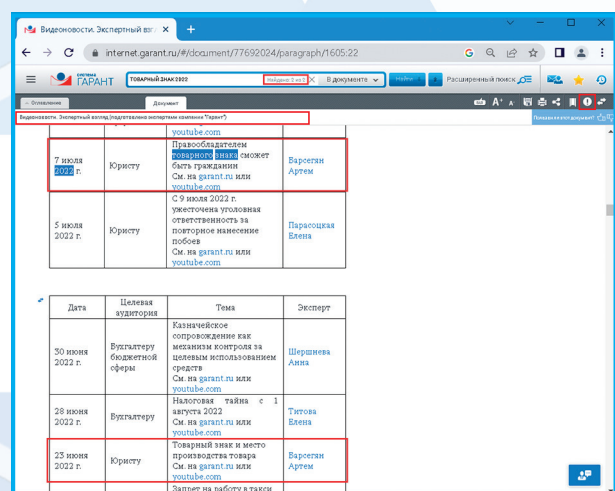 Видеоновости. Экспертный взгл
internet.garant.ru/#/document/77692024/paragraph/1605:22
СИСТЕМА
ГАРАНТ
ТОВАРНЫЙ ЗНАК 2022
Найдено: 2 из 2
В документе
Найти
Расширенный поиск
← Оглавление
Документ
Видеоновости. Экспертный взгляд (подготовлено экспертами компании "Гарант")
youtube.com
7 июля
2022 г.
Юристу
Правообладателем
товарного знака сможет
быть гражданин
См. на garant.ru или
youtube.com
Варсегян
Артем
5 июля
2022 г.
Юристу
С 9 июля 2022 г.
ужесточена уголовная
ответственность за
повторное нанесение
побоев
См. на garant.ru или
youtube.com
Парасоцкая
Елена
Дата
Целевая
аудитория
Тема
Эксперт
30 июня
2022 г.
Бухгалтеру
бюджетной
сферы
Казначейское
сопровождение как
механизм контроля за
целевым использованием
средств
См. на garant.ru или
youtube.com
Шершнева
Анна
28 июня
2022 г.
Бухгалтеру
Налоговая тайна с 1
августа 2022
См. на garant.ru или
youtube.com
Титова
Елена
23 июня
2022 г.
Юристу
Товарный знак и место
производства товара
См. на garant.ru или
youtube.com
Варсегян
Артем
Запрет на работу в такси